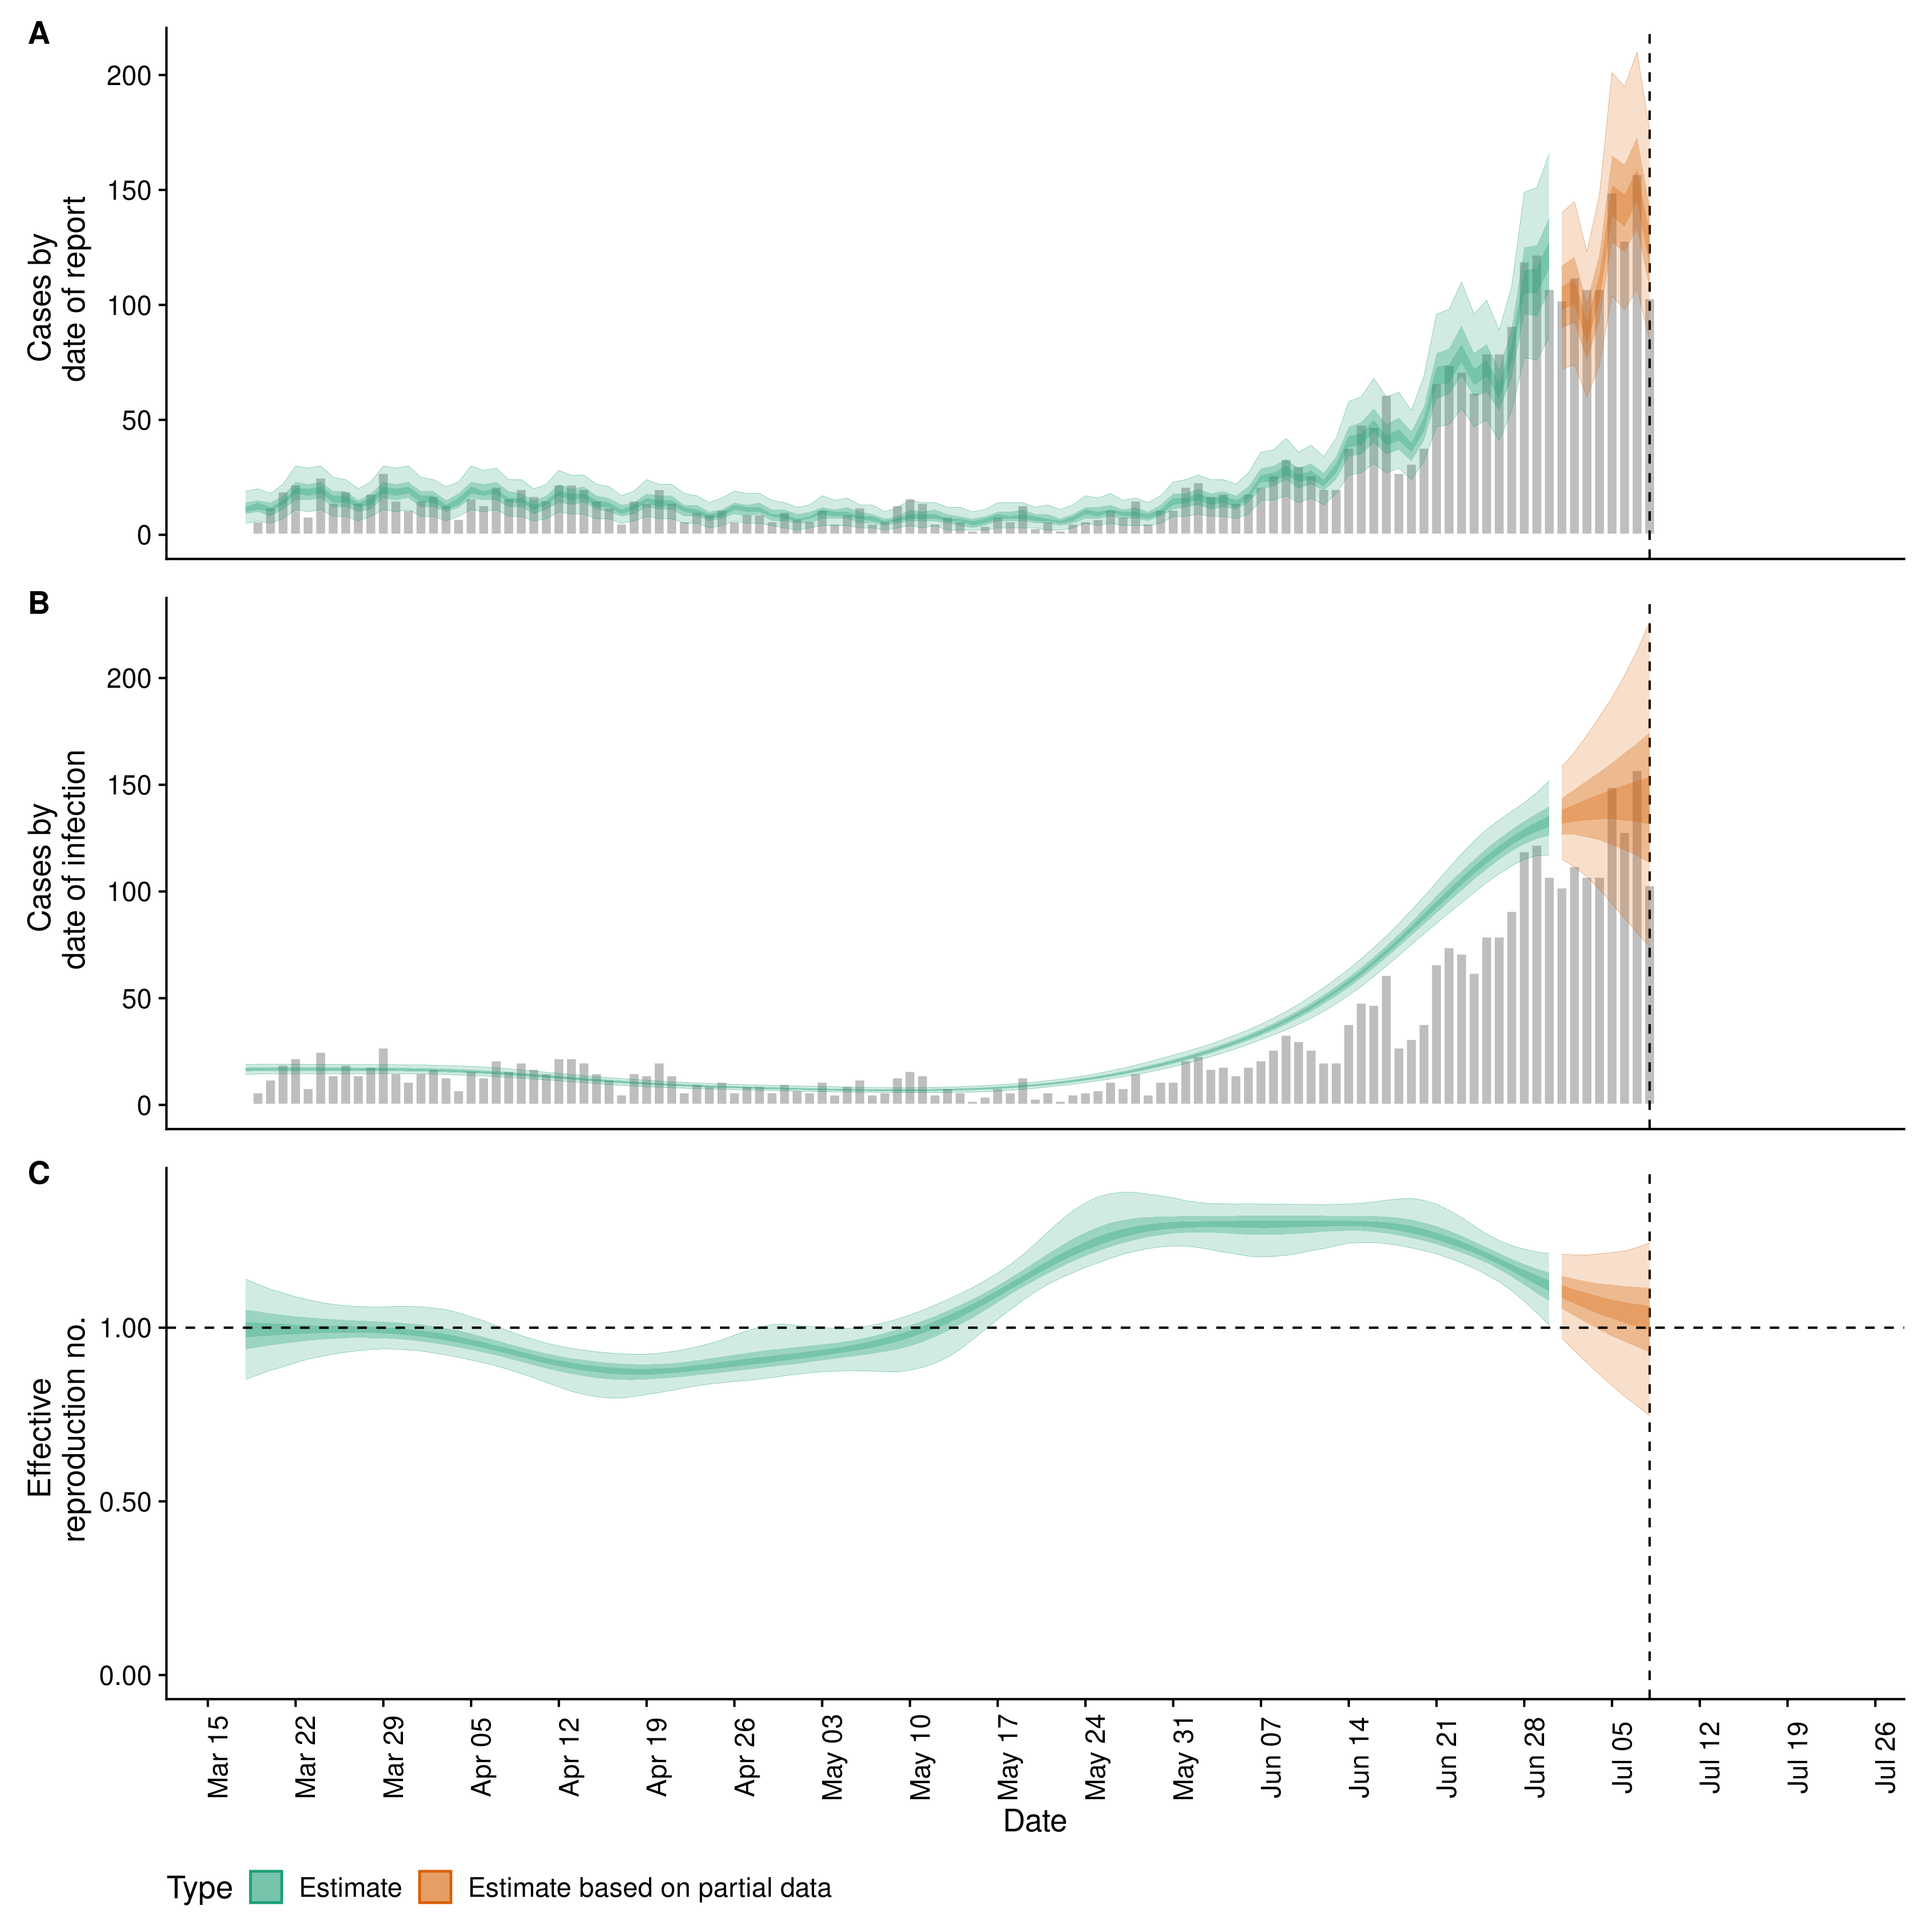 A
Cases by
date of report
200
150
100
50
0
B
Cases by
date of infection
200
150
100
50
0
C
Effective
reproduction no.
1.00
0.50
0.00
Mar 15
Mar 22
Mar 29
Apr 05
Apr 12
Apr 19
Apr 26
May 03
May 10
May 17
May 24
May 31
Jun 07
Jun 14
Jun 21
Jun 28
Jul 05
Jul 12
Jul 19
Jul 26
Date
Type Estimate Estimate based on partial data